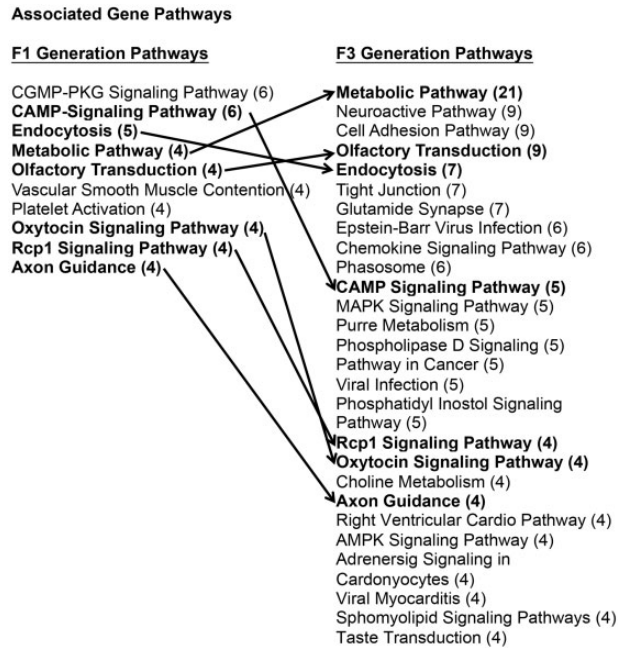 Associated Gene Pathways
F1 Generation Pathways
CGMP-PKG Signaling Pathway (6)
CAMP-Signaling Pathway (6)
Endocytosis (5)
Metabolic Pathway (4)
Olfactory Transduction (4)
Vascular Smooth Muscle Contention (4)
Platelet Activation (4)
Oxytocin Signaling Pathway (4)
Rcp1 Signaling Pathway (4)
Axon Guidance (4)
F3 Generation Pathways
Metabolic Pathway (21)
Neuroactive Pathway (9)
Cell Adhesion Pathway (9)
Olfactory Transduction (9)
Endocytosis (7)
Tight Junction (7)
Glutamide Synapse (7)
Epstein-Barr Virus Infection (6)
Chemokine Signaling Pathway (6)
Phasosome (6)
CAMP Signaling Pathway (5)
MAPK Signaling Pathway (5)
Purre Metabolism (5)
Phospholipase D Signaling (5)
Pathway in Cancer (5)
Viral Infection (5)
Phosphatidyl Inostol Signaling
Pathway (5)
Rcp1 Signaling Pathway (4)
Oxytocin Signaling Pathway (4)
Choline Metabolism (4)
Axon Guidance (4)
Right Ventricular Cardio Pathway (4)
AMPK Signaling Pathway (4)
Adrenersig Signaling in
Cardonyocytes (4)
Viral Myocarditis (4)
Sphomyolipid Signaling Pathways (4)
Taste Transduction (4)